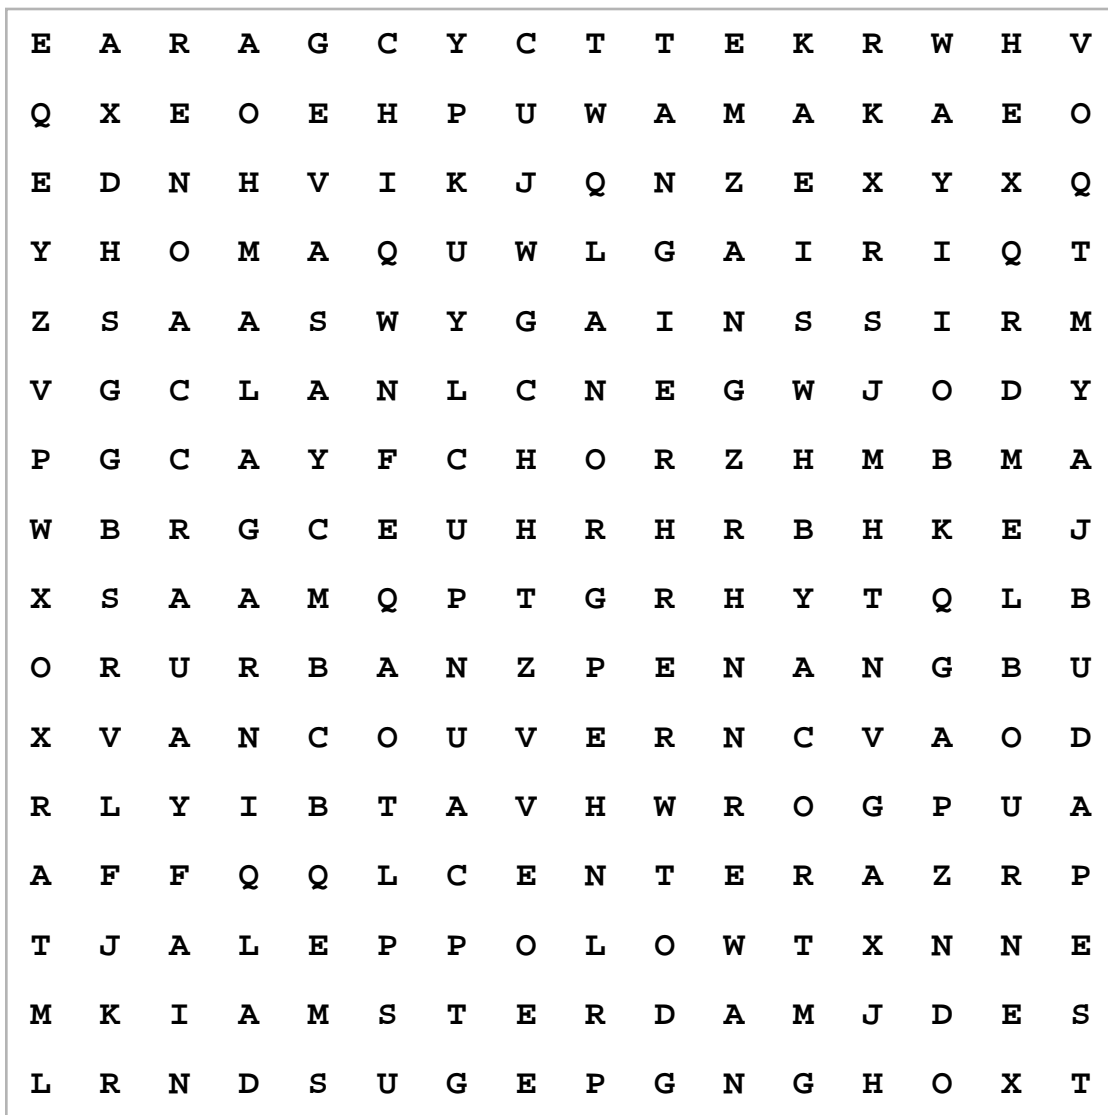 E A R A G C Y C T T E K R W H V
Q X E O E H P U W A M A K A E O
E D N H V I K J Q N Z E X Y X Q
Y H O M A Q U W L G A I R I Q T
Z S A A S W Y G A I N S S I R M
V G C L A N L C N E G W J O D Y
P G C A Y F C H O R Z H M B M A
W B R G C E U H R H R B H K E J
X S A A M Q P T G R H Y T Q L B
O R U R B A N Z P E N A N G B U
X V A N C O U V E R N C V A O D
R L Y I B T A V H W R O G P U A
A F F Q Q L C E N T E R A Z R P
T J A L E P P O L O W T X N N E
M K I A M S T E R D A M J D E S
L R N D S U G E P G N G H O X T